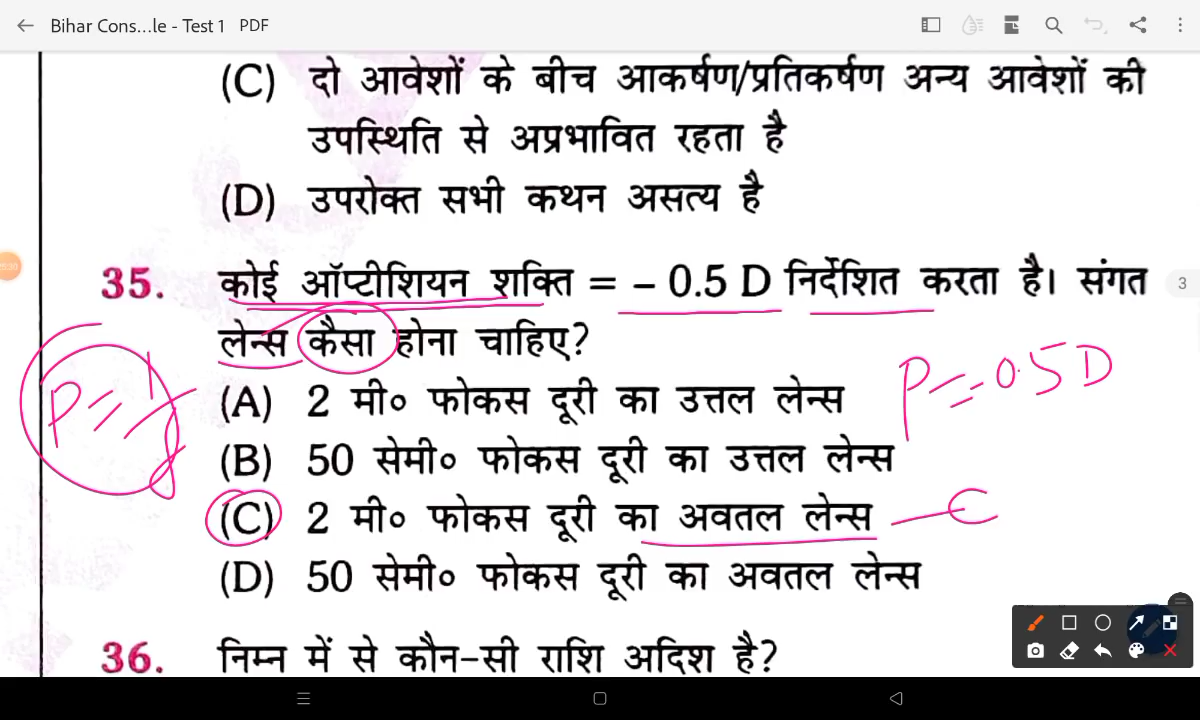 Bihar Cons...le - Test 1 PDF
(C) दो आवेशों के बीच आकर्षण/प्रतिकर्षण अन्य आवेशों की
उपस्थिति से अप्रभावित रहता है
(D) उपरोक्त सभी कथन असत्य है
35. कोई ऑप्टीशियन शक्ति = – 0.5 D निर्देशित करता है। संगत
3
लेन्स कैसा होना चाहिए?
P = 1/f
P = - 0.5 D
(A) 2 मी० फोकस दूरी का उत्तल लेन्स
(B) 50 सेमी० फोकस दूरी का उत्तल लेन्स
(C) 2 मी० फोकस दूरी का अवतल लेन्स
(D) 50 सेमी० फोकस दूरी का अवतल लेन्स
36. निम्न में से कौन-सी राशि अदिश है?